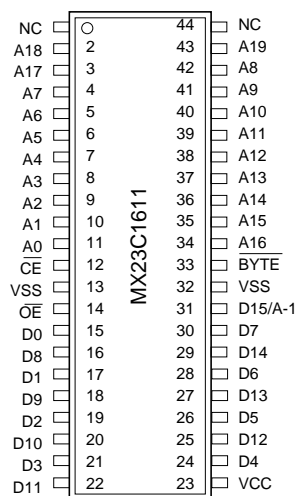 NC 1 44 NC
A18 2 43 A19
A17 3 42 A8
A7 4 41 A9
A6 5 40 A10
A5 6 39 A11
A4 7 38 A12
A3 8 37 A13
A2 9 36 A14
A1 10 35 A15
A0 11 34 A16
CE 12 33 BYTE
VSS 13 32 VSS
OE 14 31 D15/A-1
D0 15 30 D7
D8 16 29 D14
D1 17 28 D6
D9 18 27 D13
D2 19 26 D5
D10 20 25 D12
D3 21 24 D4
D11 22 23 VCC
MX23C1611